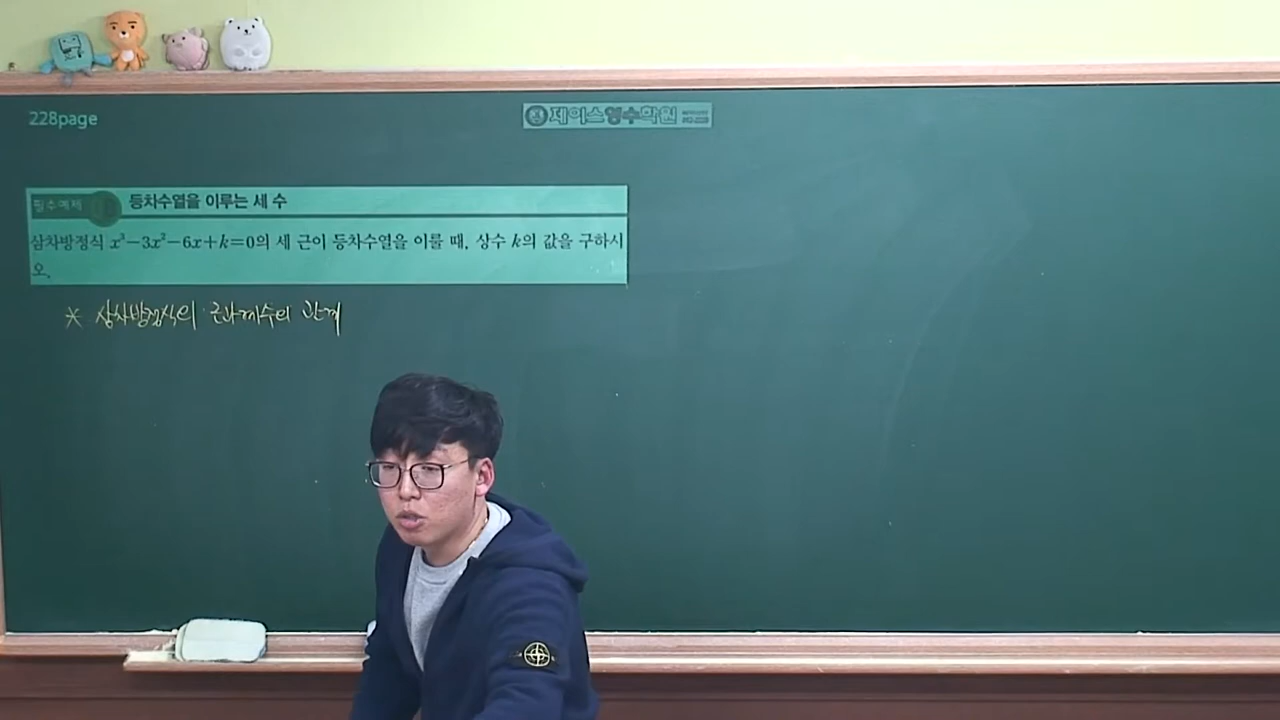 228page
제이스영수학원
필수예제
등차수열을 이루는 세 수
삼차방정식 x³−3x²−6x+k=0의 세 근이 등차수열을 이룰 때, 상수 k의 값을 구하시
오.
* 삼차방정식의 근과 계수의 관계